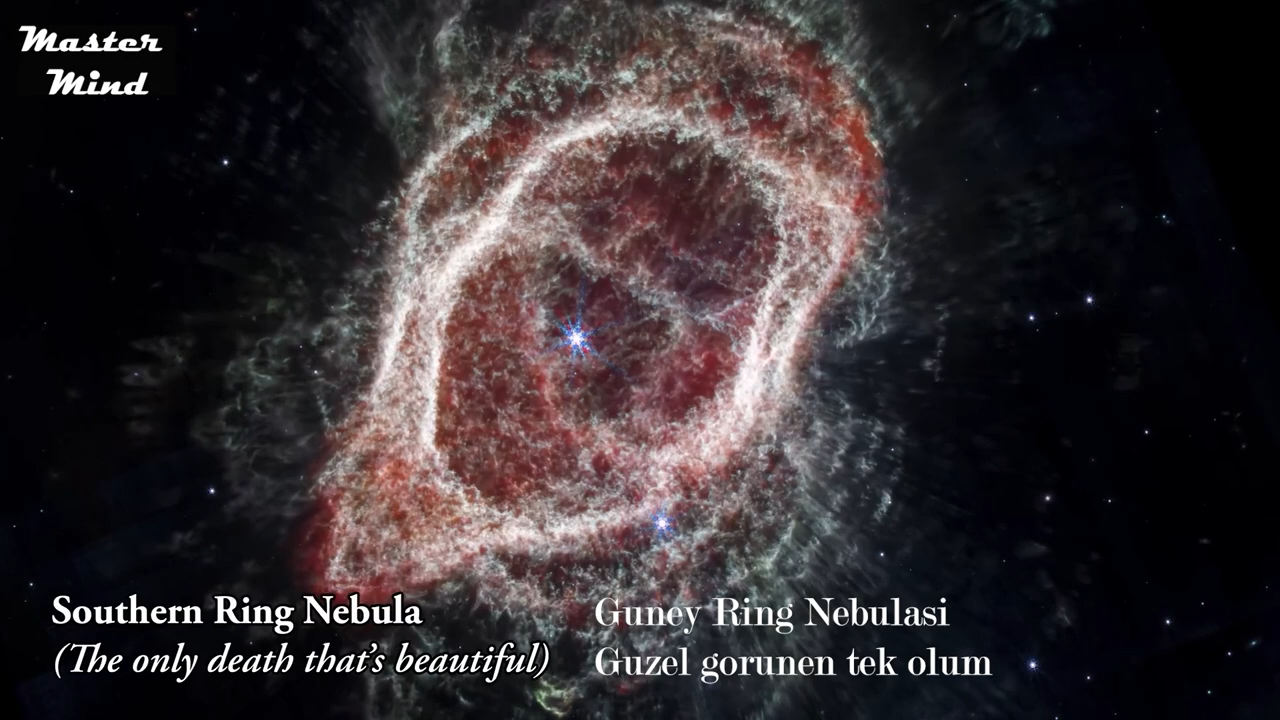 Master
Mind
Southern Ring Nebula
(The only death that's beautiful)
Guney Ring Nebulasi
Guzel gorunen tek olum